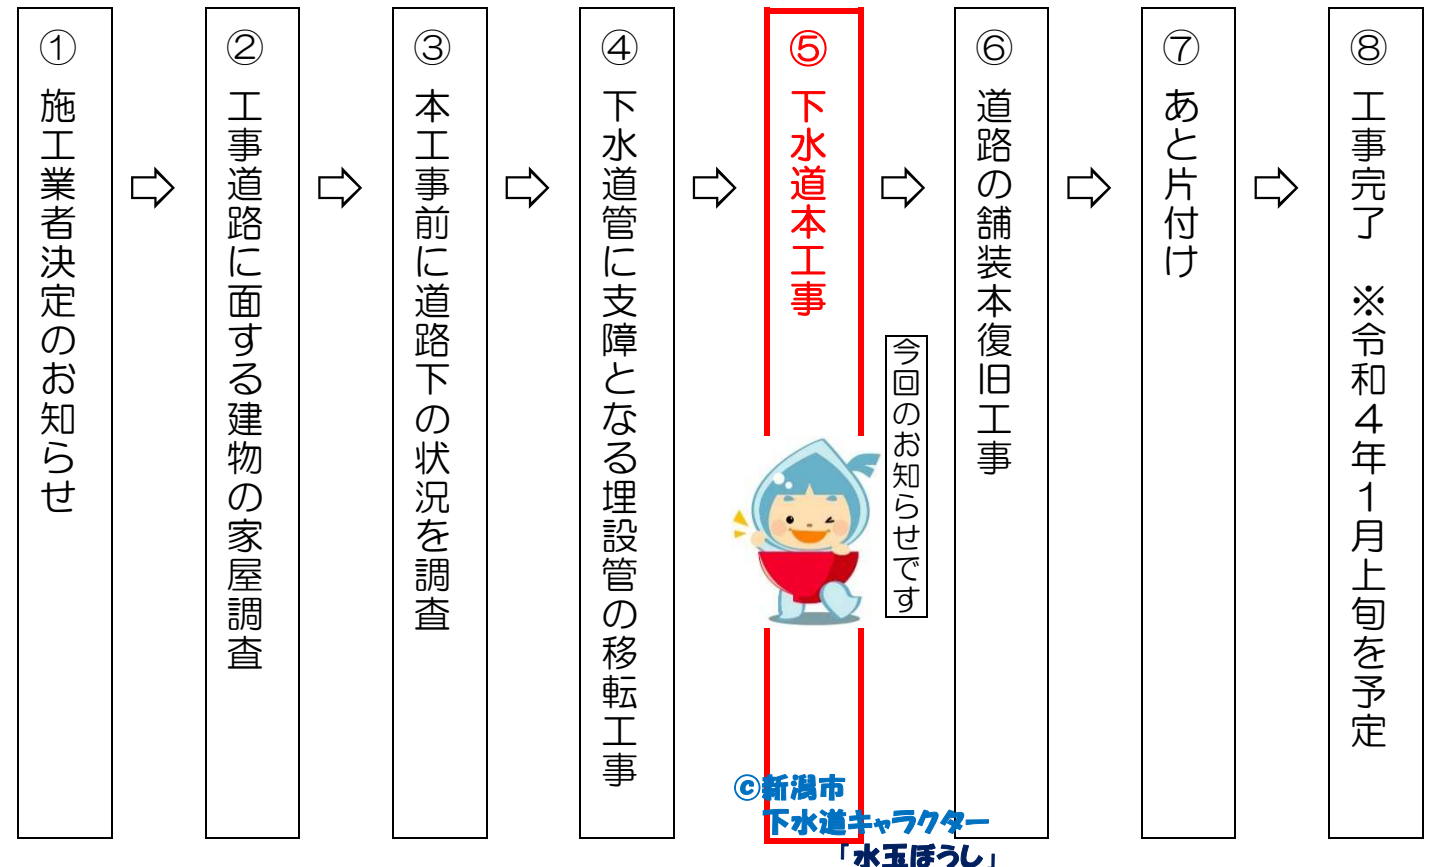 ① 施工業者決定のお知らせ
⇨
② 工事道路に面する建物の家屋調査
⇨
③ 本工事前に道路下の状況を調査
⇨
④ 下水道管に支障となる埋設管の移転工事
⇨
⑤ 下水道本工事
今回のお知らせです
⇨
⑥ 道路の舗装本復旧工事
⇨
⑦ あと片付け
⇨
⑧ 工事完了 ※令和4年1月上旬を予定
©新潟市
下水道キャラクター
「水玉ぼうし」